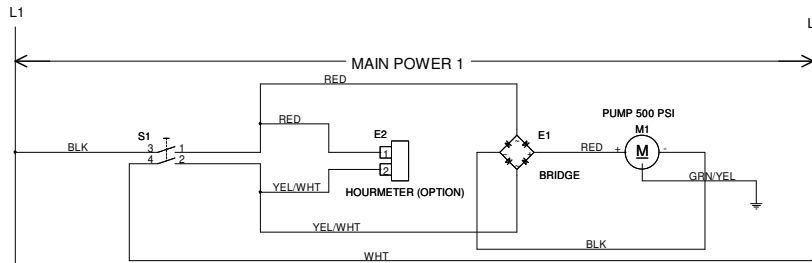 L1
L
MAIN POWER 1
RED
PUMP 500 PSI
RED
S1
E2
E1
M1
BLK
3
1
1
RED
+
M
-
4
2
2
BRIDGE
YEL/WHT
HOURMETER (OPTION)
GRN/YEL
YEL/WHT
BLK
WHT